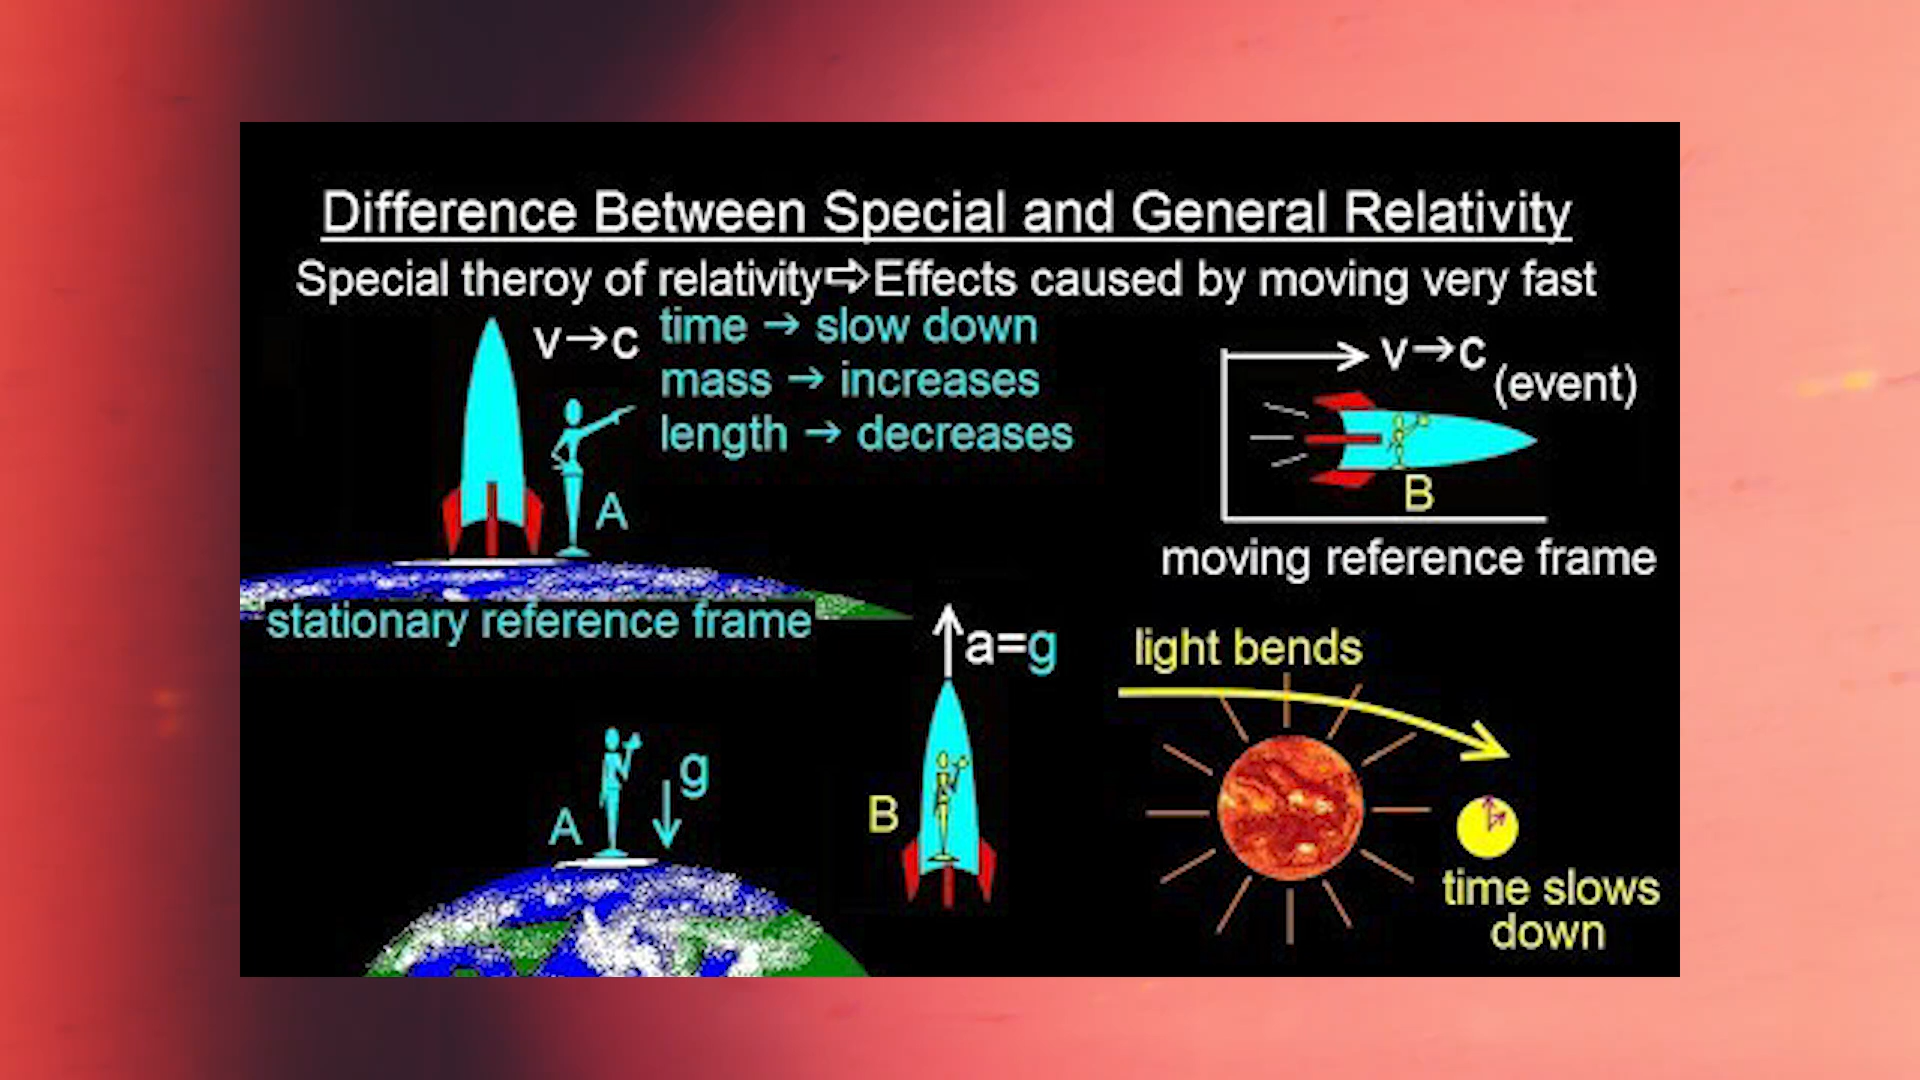 Difference Between Special and General Relativity
Special theroy of relativity⇨Effects caused by moving very fast
v→c
time → slow down
mass → increases
length → decreases
A
stationary reference frame
v→c
(event)
B
moving reference frame
A
g
a=g
B
light bends
time slows
down